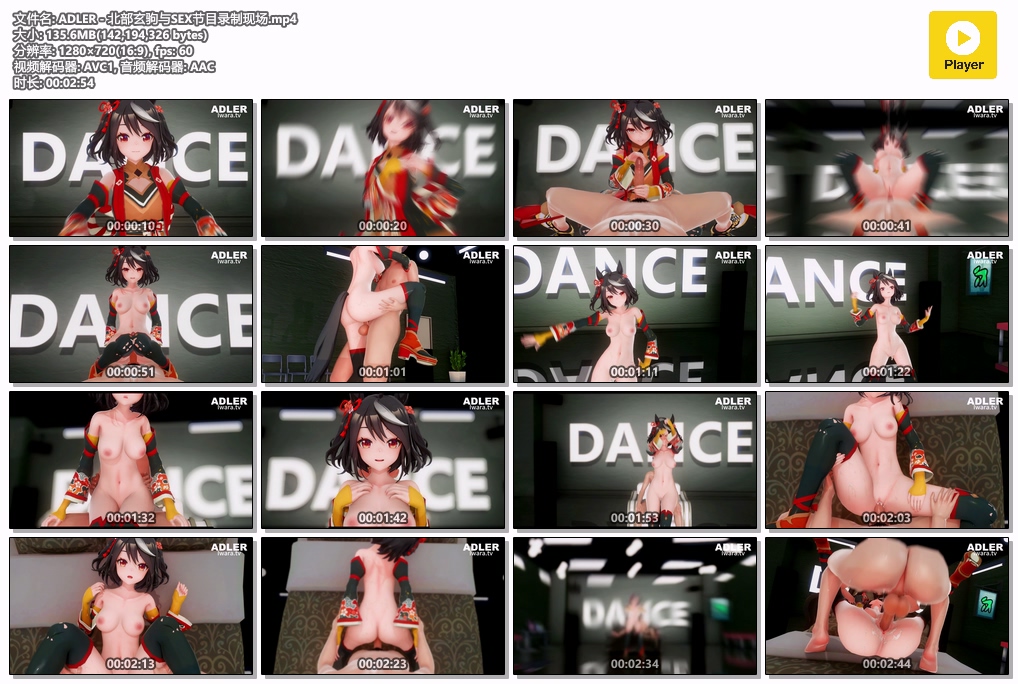 文件名: ADLER - 北部玄驹与SEX节目录制现场.mp4
大小: 135.6MB(142,194,326 bytes)
分辨率: 1280×720(16:9), fps: 60
视频解码器: AVC1, 音频解码器: AAC
时长: 00:02:54
Player
DANCE
ADLER
Iwara.tv
00:00:10
DANCE
ADLER
Iwara.tv
00:00:20
DANCE
ADLER
Iwara.tv
00:00:30
ADLER
Iwara.tv
00:00:41
DANCE
ADLER
Iwara.tv
00:00:51
ADLER
Iwara.tv
00:01:01
DANCE
ADLER
Iwara.tv
00:01:11
ANCE
ADLER
Iwara.tv
00:01:22
ADLER
Iwara.tv
00:01:32
DANCE
ADLER
Iwara.tv
00:01:42
DANCE
ADLER
Iwara.tv
00:01:53
ADLER
Iwara.tv
00:02:03
ADLER
Iwara.tv
00:02:13
ADLER
Iwara.tv
00:02:23
DANCE
ADLER
Iwara.tv
00:02:34
ADLER
Iwara.tv
00:02:44